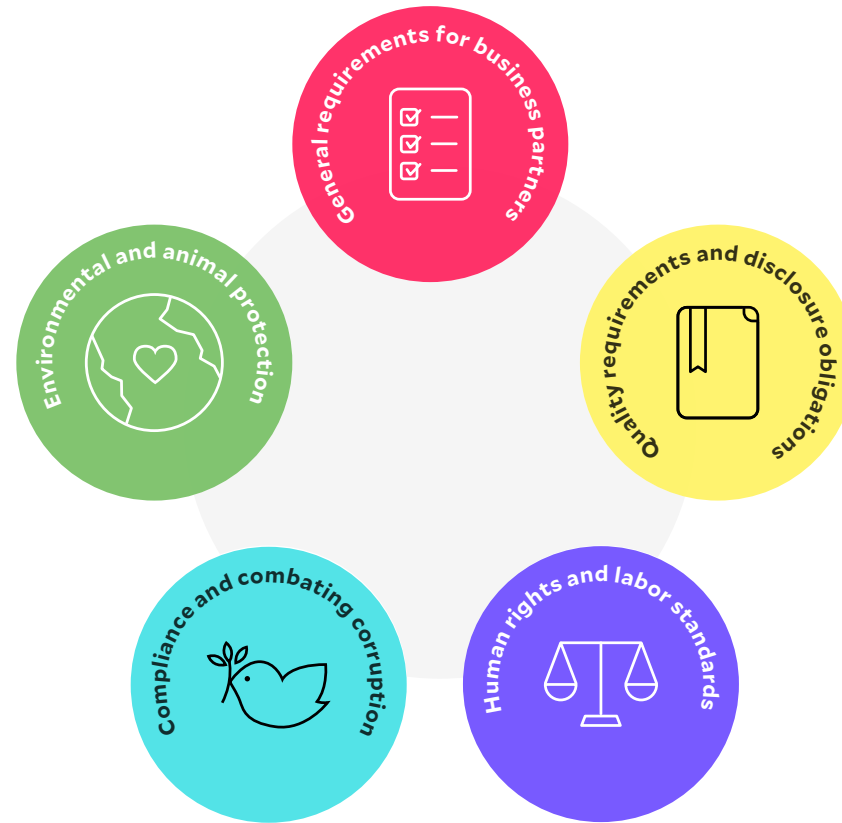 General requirements for business partners
Quality requirements and disclosure obligations
Human rights and labor standards
Compliance and combating corruption
Environmental and animal protection